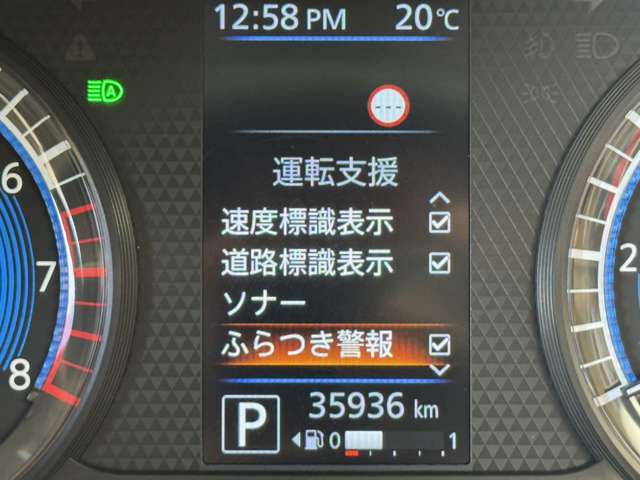 12:58 PM 20℃
---
運転支援
速度標識表示
道路標識表示
ソナー
ふらつき警報
P
35936 km
0 1
6
7
8
2
A